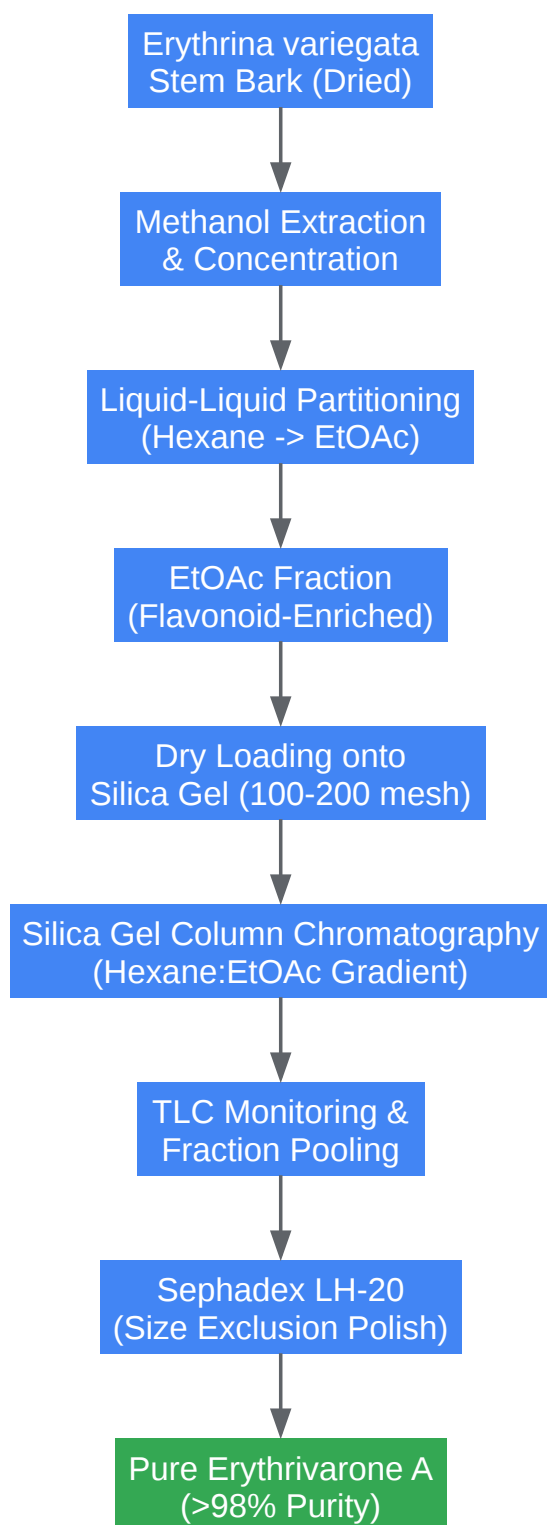 Erythrina variegata
Stem Bark (Dried)
Methanol Extraction
& Concentration
Liquid-Liquid Partitioning
(Hexane -> EtOAc)
EtOAc Fraction
(Flavonoid-Enriched)
Dry Loading onto
Silica Gel (100-200 mesh)
Silica Gel Column Chromatography
(Hexane:EtOAc Gradient)
TLC Monitoring &
Fraction Pooling
Sephadex LH-20
(Size Exclusion Polish)
Pure Erythrivarone A
(>98% Purity)